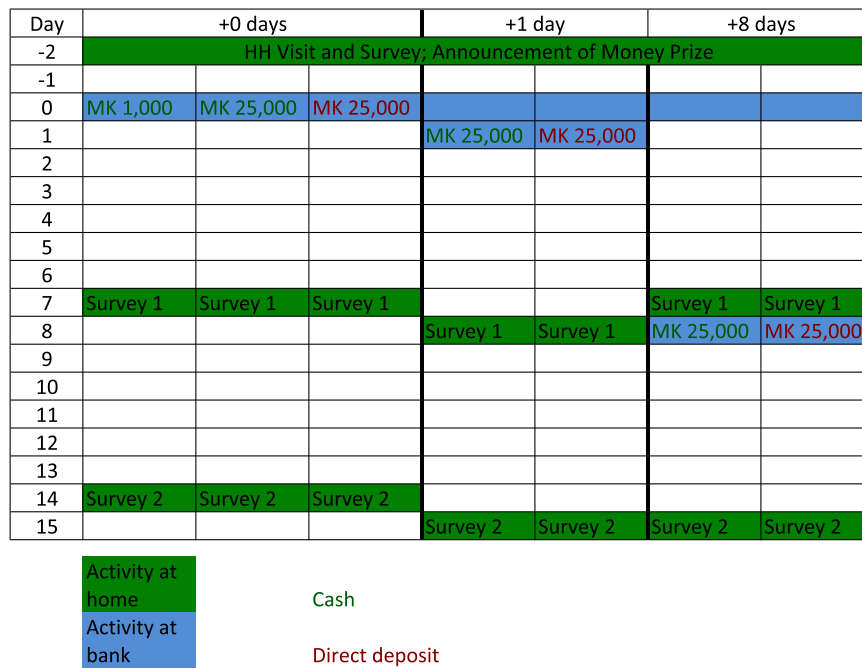 Day +0 days +1 day +8 days
-2 HH Visit and Survey; Announcement of Money Prize
-1
0 MK 1,000 MK 25,000 MK 25,000
1 MK 25,000 MK 25,000
2
3
4
5
6
7 Survey 1 Survey 1 Survey 1 Survey 1 Survey 1
8 Survey 1 Survey 1 MK 25,000 MK 25,000
9
10
11
12
13
14 Survey 2 Survey 2 Survey 2
15 Survey 2 Survey 2 Survey 2 Survey 2
Activity at
home Cash
Activity at
bank Direct deposit